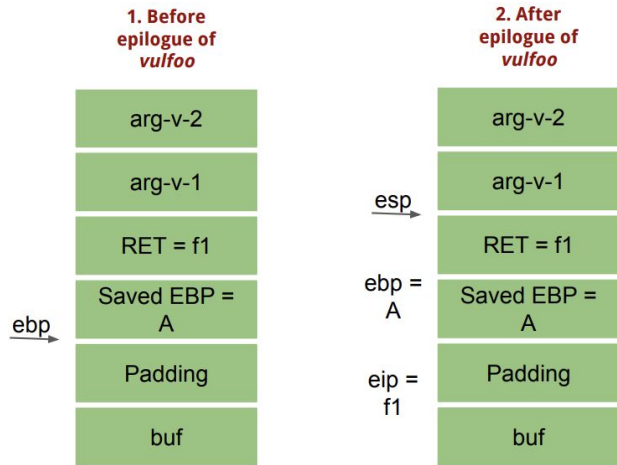 1. Before
epilogue of
vulfoo
arg-v-2
arg-v-1
RET = f1
Saved EBP =
A
ebp
Padding
buf
2. After
epilogue of
vulfoo
arg-v-2
arg-v-1
esp
RET = f1
ebp =
A
Saved EBP =
A
eip =
f1
Padding
buf